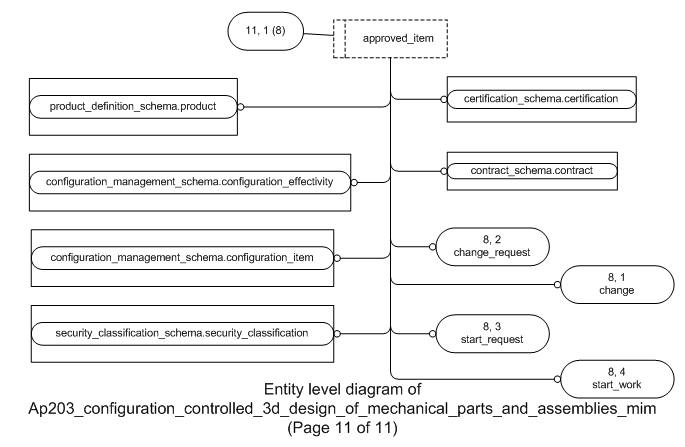 11, 1 (8)
approved_item
product_definition_schema.product
certification_schema.certification
configuration_management_schema.configuration_effectivity
contract_schema.contract
8, 2
change_request
configuration_management_schema.configuration_item
8, 1
change
security_classification_schema.security_classification
8, 3
start_request
8, 4
start_work
Entity level diagram of
Ap203_configuration_controlled_3d_design_of_mechanical_parts_and_assemblies_mim
(Page 11 of 11)